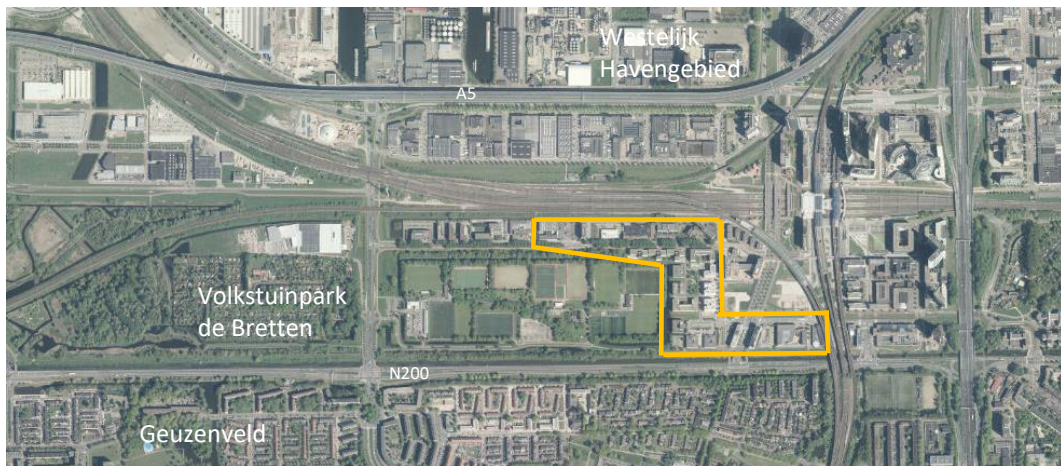 Westelijk
Havengebied
A5
Volkstuinpark
de Bretten
N200
Geuzenveld